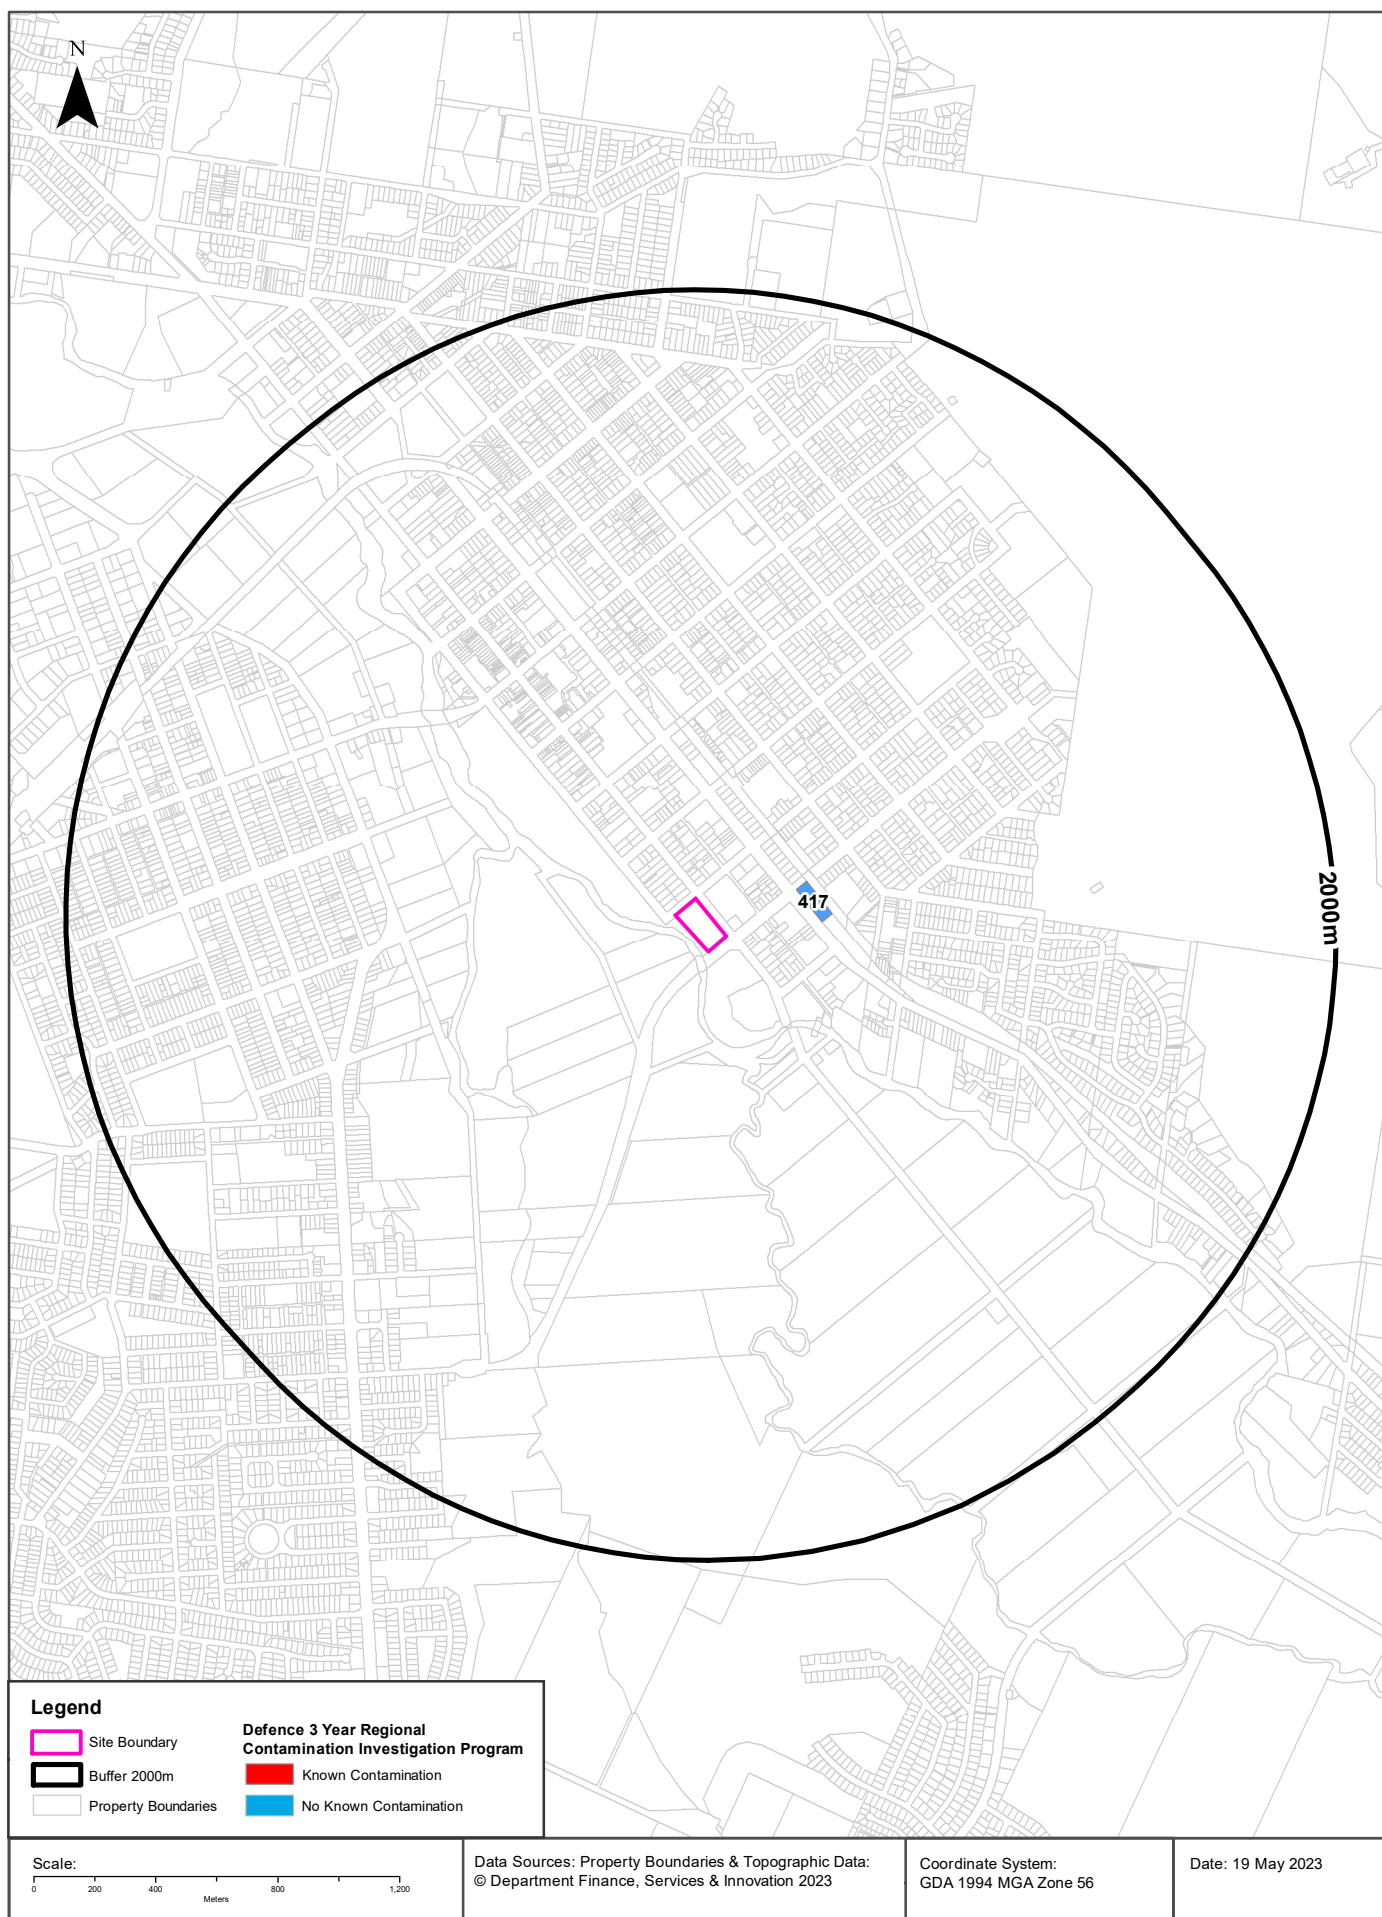 N
417
2000m
Legend
Site Boundary
Buffer 2000m
Property Boundaries
Defence 3 Year Regional
Contamination Investigation Program
Known Contamination
No Known Contamination
Scale:
0 200 400 800 1,200
Meters
Data Sources: Property Boundaries & Topographic Data:
© Department Finance, Services & Innovation 2023
Coordinate System:
GDA 1994 MGA Zone 56
Date: 19 May 2023